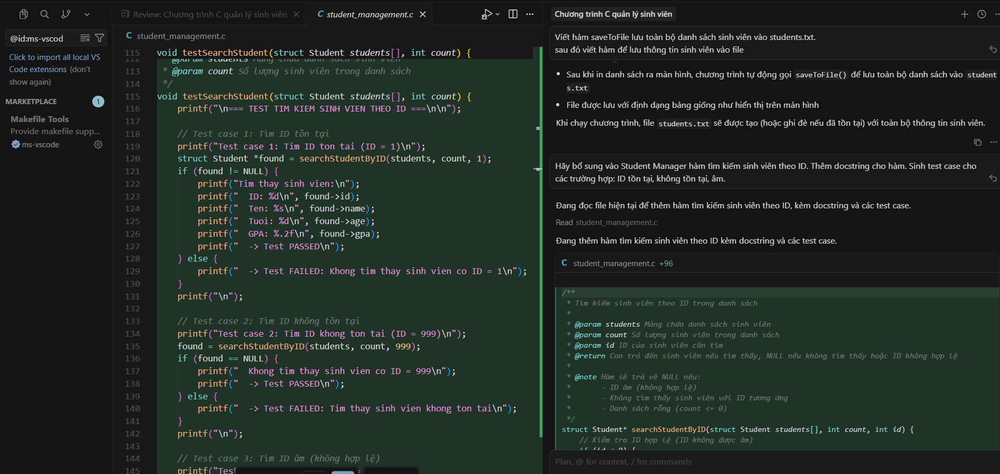 @id:ms-vscod
Click to import all local VS
Code extensions (don't
show again)
MARKETPLACE 1
Makefile Tools
Provide makefile supp...
ms-vscode
Review: Chương trình C quản lý sinh viên
C student_management.c
C student_management.c
115 void testSearchStudent(struct Student students[], int count) {
112 * @param students Mảng chứa danh sách sinh viên
113 * @param count Số lượng sinh viên trong danh sách
114 */
115 void testSearchStudent(struct Student students[], int count) {
116 printf("\n=== TEST TIM KIEM SINH VIEN THEO ID ===\n\n");
117
118 // Test case 1: Tìm ID tồn tại
119 printf("Test case 1: Tim ID ton tai (ID = 1)\n");
120 struct Student *found = searchStudentByID(students, count, 1);
121 if (found != NULL) {
122 printf("Tim thay sinh vien:\n");
123 printf("  ID: %d\n", found->id);
124 printf("  Ten: %s\n", found->name);
125 printf("  Tuoi: %d\n", found->age);
126 printf("  GPA: %.2f\n", found->gpa);
127 printf("  -> Test PASSED\n");
128 } else {
129 printf("  -> Test FAILED: Khong tim thay sinh vien co ID = 1\n");
130 }
131 printf("\n");
132
133 // Test case 2: Tìm ID không tồn tại
134 printf("Test case 2: Tim ID khong ton tai (ID = 999)\n");
135 found = searchStudentByID(students, count, 999);
136 if (found == NULL) {
137 printf("  Khong tim thay sinh vien co ID = 999\n");
138 printf("  -> Test PASSED\n");
139 } else {
140 printf("  -> Test FAILED: Tim thay sinh vien khong ton tai\n");
141 }
142 printf("\n");
143
144 // Test case 3: Tìm ID âm (không hợp lệ)
145 printf("Test
Chương trình C quản lý sinh viên
Viết hàm saveToFile lưu toàn bộ danh sách sinh viên vào students.txt.
sau đó viết hàm để lưu thông tin sinh viên vào file
• Sau khi in danh sách ra màn hình, chương trình tự động gọi saveToFile() để lưu toàn bộ danh sách vào student
s.txt
• File được lưu với định dạng bảng giống như hiển thị trên màn hình
Khi chạy chương trình, file students.txt sẽ được tạo (hoặc ghi đè nếu đã tồn tại) với toàn bộ thông tin sinh viên.
Hãy bổ sung vào Student Manager hàm tìm kiếm sinh viên theo ID. Thêm docstring cho hàm. Sinh test case cho
các trường hợp: ID tồn tại, không tồn tại, âm.
Đang đọc file hiện tại để thêm hàm tìm kiếm sinh viên theo ID, kèm docstring và các test case.
Read student_management.c
Đang thêm hàm tìm kiếm sinh viên theo ID kèm docstring và các test case.
C student_management.c +96
/**
* Tìm kiếm sinh viên theo ID trong danh sách
*
* @param students Mảng chứa danh sách sinh viên
* @param count Số lượng sinh viên trong danh sách
* @param id ID của sinh viên cần tìm
* @return Con trỏ đến sinh viên nếu tìm thấy, NULL nếu không tìm thấy hoặc ID không hợp lệ
*
* @note Hàm sẽ trả về NULL nếu:
* - ID âm (không hợp lệ)
* - Không tìm thấy sinh viên với ID tương ứng
* - Danh sách rỗng (count <= 0)
*/
struct Student* searchStudentByID(struct Student students[], int count, int id) {
// Kiểm tra ID hợp lệ (ID không được âm)
if (id < 0) {
Plan, @ for context, / for commands